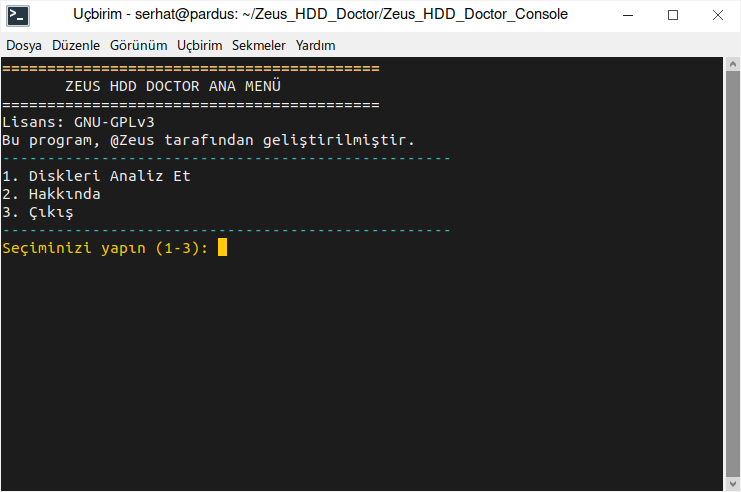 Uçbirim - serhat@pardus: ~/Zeus_HDD_Doctor/Zeus_HDD_Doctor_Console
Dosya Düzenle Görünüm Uçbirim Sekmeler Yardım
==========================================
ZEUS HDD DOCTOR ANA MENÜ
==========================================
Lisans: GNU-GPLv3
Bu program, @Zeus tarafından geliştirilmiştir.
--------------------------------------------------
1. Diskleri Analiz Et
2. Hakkında
3. Çıkış
--------------------------------------------------
Seçiminizi yapın (1-3):